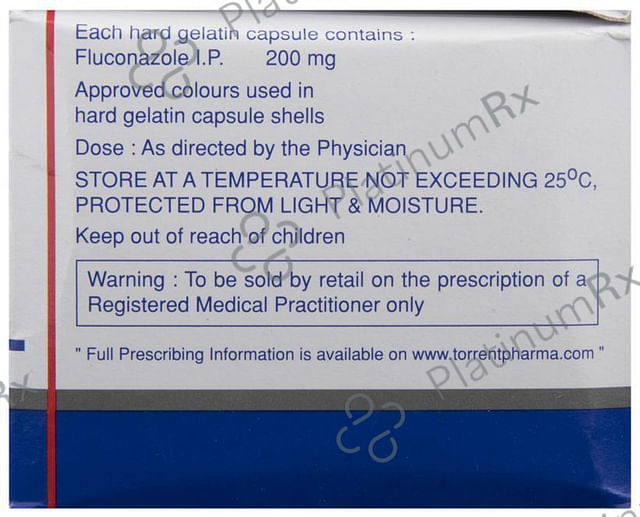 Each hard gelatin capsule contains :
Fluconazole I.P. 200 mg
Approved colours used in
hard gelatin capsule shells
Dose : As directed by the Physician
STORE AT A TEMPERATURE NOT EXCEEDING 25⁰C,
PROTECTED FROM LIGHT & MOISTURE.
Keep out of reach of children
Warning : To be sold by retail on the prescription of a
Registered Medical Practitioner only
" Full Prescribing Information is available on www.torrentpharma.com "
PlatinumRx
PlatinumRx
PlatinumRx
Rx